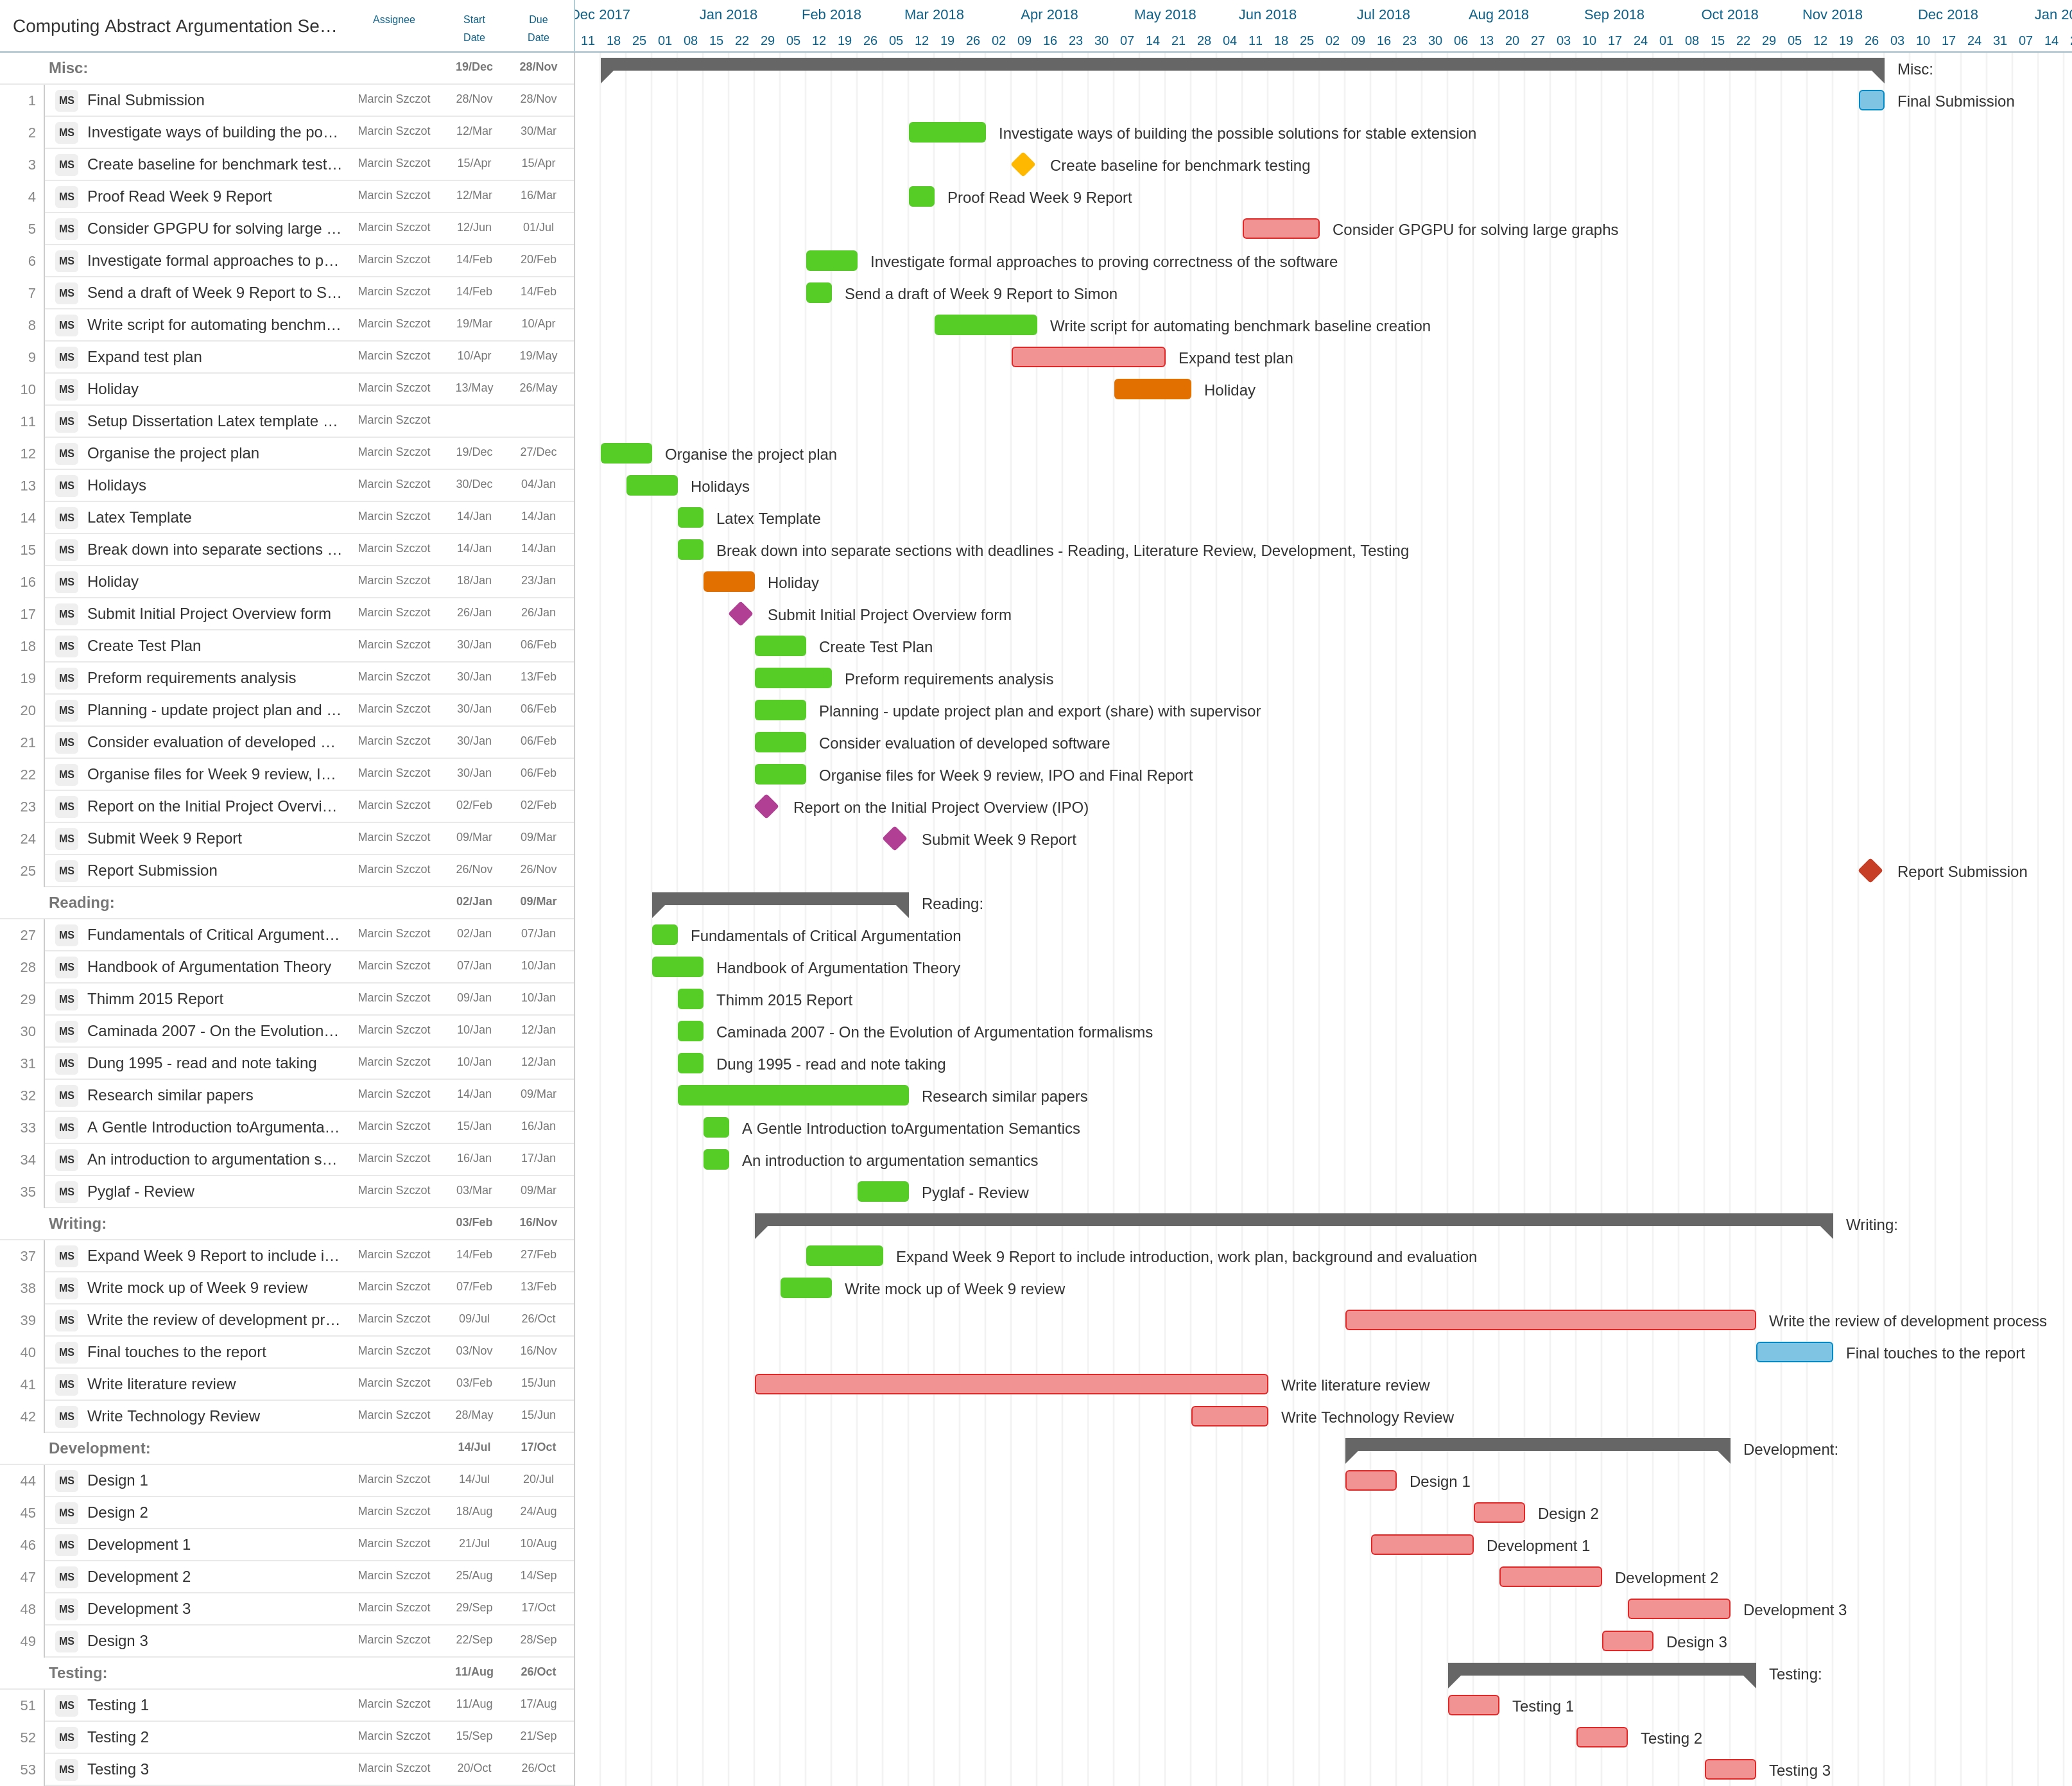 Computing Abstract Argumentation Se… Assignee Start Date Due Date
Dec 2017 Jan 2018 Feb 2018 Mar 2018 Apr 2018 May 2018 Jun 2018 Jul 2018 Aug 2018 Sep 2018 Oct 2018 Nov 2018 Dec 2018 Jan 20
11 18 25 01 08 15 22 29 05 12 19 26 05 12 19 26 02 09 16 23 30 07 14 21 28 04 11 18 25 02 09 16 23 30 06 13 20 27 03 10 17 24 01 08 15 22 29 05 12 19 26 03 10 17 24 31 07 14
Misc: 19/Dec 28/Nov Misc:
1 MS Final Submission Marcin Szczot 28/Nov 28/Nov Final Submission
2 MS Investigate ways of building the po… Marcin Szczot 12/Mar 30/Mar Investigate ways of building the possible solutions for stable extension
3 MS Create baseline for benchmark test… Marcin Szczot 15/Apr 15/Apr Create baseline for benchmark testing
4 MS Proof Read Week 9 Report Marcin Szczot 12/Mar 16/Mar Proof Read Week 9 Report
5 MS Consider GPGPU for solving large … Marcin Szczot 12/Jun 01/Jul Consider GPGPU for solving large graphs
6 MS Investigate formal approaches to p… Marcin Szczot 14/Feb 20/Feb Investigate formal approaches to proving correctness of the software
7 MS Send a draft of Week 9 Report to S… Marcin Szczot 14/Feb 14/Feb Send a draft of Week 9 Report to Simon
8 MS Write script for automating benchm… Marcin Szczot 19/Mar 10/Apr Write script for automating benchmark baseline creation
9 MS Expand test plan Marcin Szczot 10/Apr 19/May Expand test plan
10 MS Holiday Marcin Szczot 13/May 26/May Holiday
11 MS Setup Dissertation Latex template … Marcin Szczot
12 MS Organise the project plan Marcin Szczot 19/Dec 27/Dec Organise the project plan
13 MS Holidays Marcin Szczot 30/Dec 04/Jan Holidays
14 MS Latex Template Marcin Szczot 14/Jan 14/Jan Latex Template
15 MS Break down into separate sections … Marcin Szczot 14/Jan 14/Jan Break down into separate sections with deadlines - Reading, Literature Review, Development, Testing
16 MS Holiday Marcin Szczot 18/Jan 23/Jan Holiday
17 MS Submit Initial Project Overview form Marcin Szczot 26/Jan 26/Jan Submit Initial Project Overview form
18 MS Create Test Plan Marcin Szczot 30/Jan 06/Feb Create Test Plan
19 MS Preform requirements analysis Marcin Szczot 30/Jan 13/Feb Preform requirements analysis
20 MS Planning - update project plan and … Marcin Szczot 30/Jan 06/Feb Planning - update project plan and export (share) with supervisor
21 MS Consider evaluation of developed … Marcin Szczot 30/Jan 06/Feb Consider evaluation of developed software
22 MS Organise files for Week 9 review, I… Marcin Szczot 30/Jan 06/Feb Organise files for Week 9 review, IPO and Final Report
23 MS Report on the Initial Project Overvi… Marcin Szczot 02/Feb 02/Feb Report on the Initial Project Overview (IPO)
24 MS Submit Week 9 Report Marcin Szczot 09/Mar 09/Mar Submit Week 9 Report
25 MS Report Submission Marcin Szczot 26/Nov 26/Nov Report Submission
Reading: 02/Jan 09/Mar Reading:
27 MS Fundamentals of Critical Argument… Marcin Szczot 02/Jan 07/Jan Fundamentals of Critical Argumentation
28 MS Handbook of Argumentation Theory Marcin Szczot 07/Jan 10/Jan Handbook of Argumentation Theory
29 MS Thimm 2015 Report Marcin Szczot 09/Jan 10/Jan Thimm 2015 Report
30 MS Caminada 2007 - On the Evolution… Marcin Szczot 10/Jan 12/Jan Caminada 2007 - On the Evolution of Argumentation formalisms
31 MS Dung 1995 - read and note taking Marcin Szczot 10/Jan 12/Jan Dung 1995 - read and note taking
32 MS Research similar papers Marcin Szczot 14/Jan 09/Mar Research similar papers
33 MS A Gentle Introduction toArgumenta… Marcin Szczot 15/Jan 16/Jan A Gentle Introduction toArgumentation Semantics
34 MS An introduction to argumentation s… Marcin Szczot 16/Jan 17/Jan An introduction to argumentation semantics
35 MS Pyglaf - Review Marcin Szczot 03/Mar 09/Mar Pyglaf - Review
Writing: 03/Feb 16/Nov Writing:
37 MS Expand Week 9 Report to include i… Marcin Szczot 14/Feb 27/Feb Expand Week 9 Report to include introduction, work plan, background and evaluation
38 MS Write mock up of Week 9 review Marcin Szczot 07/Feb 13/Feb Write mock up of Week 9 review
39 MS Write the review of development pr… Marcin Szczot 09/Jul 26/Oct Write the review of development process
40 MS Final touches to the report Marcin Szczot 03/Nov 16/Nov Final touches to the report
41 MS Write literature review Marcin Szczot 03/Feb 15/Jun Write literature review
42 MS Write Technology Review Marcin Szczot 28/May 15/Jun Write Technology Review
Development: 14/Jul 17/Oct Development:
44 MS Design 1 Marcin Szczot 14/Jul 20/Jul Design 1
45 MS Design 2 Marcin Szczot 18/Aug 24/Aug Design 2
46 MS Development 1 Marcin Szczot 21/Jul 10/Aug Development 1
47 MS Development 2 Marcin Szczot 25/Aug 14/Sep Development 2
48 MS Development 3 Marcin Szczot 29/Sep 17/Oct Development 3
49 MS Design 3 Marcin Szczot 22/Sep 28/Sep Design 3
Testing: 11/Aug 26/Oct Testing:
51 MS Testing 1 Marcin Szczot 11/Aug 17/Aug Testing 1
52 MS Testing 2 Marcin Szczot 15/Sep 21/Sep Testing 2
53 MS Testing 3 Marcin Szczot 20/Oct 26/Oct Testing 3